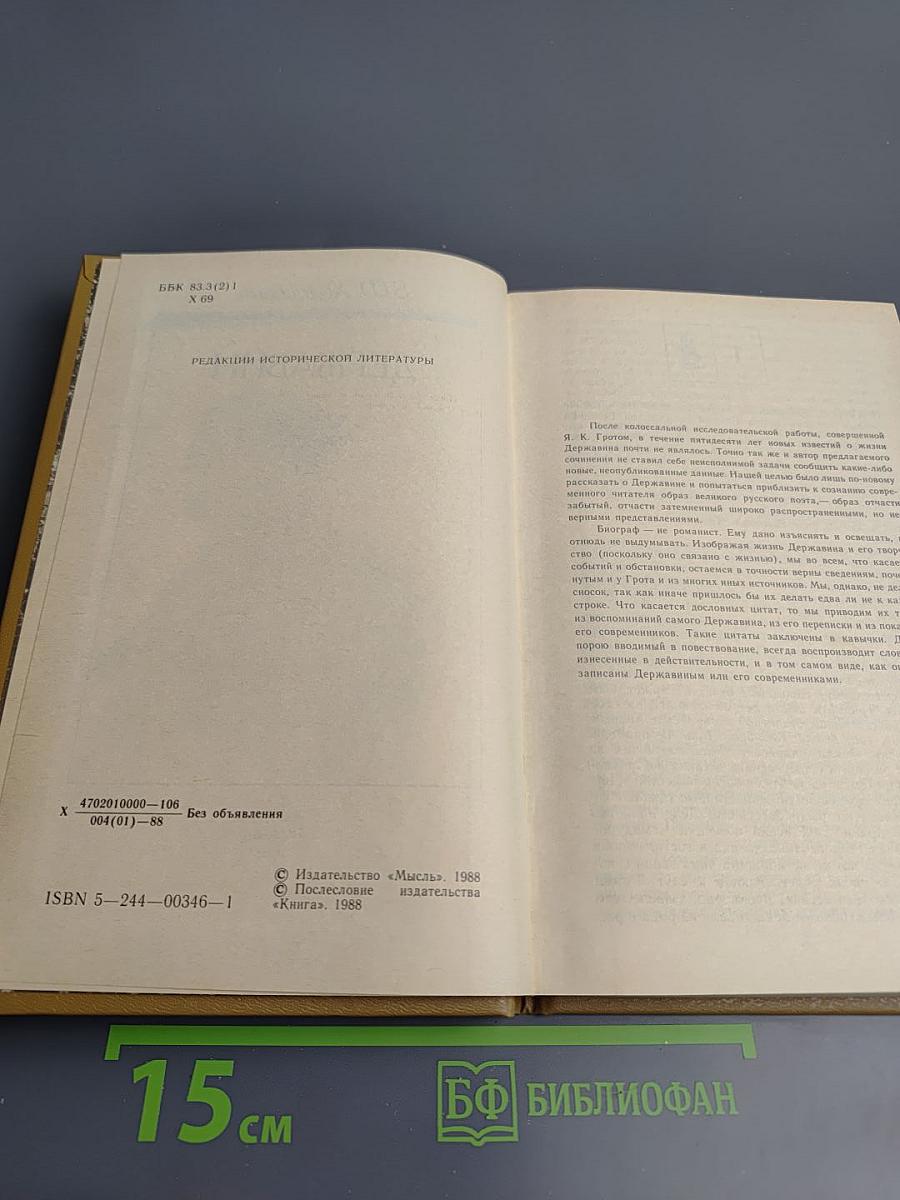 ББК 83.3(2)1
Х 69
РЕДАКЦИИ ИСТОРИЧЕСКОЙ ЛИТЕРАТУРЫ
Х 4702010000—106
004(01)—88
Без объявления
ISBN 5—244—00346—1
© Издательство «Мысль». 1988
© Послесловие издательства
«Книга». 1988
После колоссальной исследовательской работы, совершенной
Я. К. Гротом, в течение пятидесяти лет новых известий о жизни
Державина почти не являлось. Точно так же и автор предлагаемого
сочинения не ставил себе неисполнимой задачи сообщить какие-либо
новые, неопубликованные данные. Нашей целью было лишь по-новому
рассказать о Державине и попытаться приблизить к сознанию совре-
менного читателя образ великого русского поэта,— образ отчасти
забытый, отчасти затемненный широко распространенными, но не
верными представлениями.
Биограф — не романист. Ему дано изъяснять и освещать,
отнюдь не выдумывать. Изображая жизнь Державина и его творч
ство (поскольку оно связано с жизнью), мы во всем, что касае
событий и обстановки, остаемся в точности верны сведениям, поче
нутым и у Грота и из многих иных источников. Мы, однако, не дел
сносок, так как иначе пришлось бы их делать едва ли не к каж
строке. Что касается дословных цитат, то мы приводим их т
из воспоминаний самого Державина, из его переписки и из пока
его современников. Такие цитаты заключены в кавычки. Д
порою вводимый в повествование, всегда воспроизводит слов
изнесенные в действительности, и в том самом виде, как он
записаны Державиным или его современниками.
15 см
БФ БИБЛИОФАН